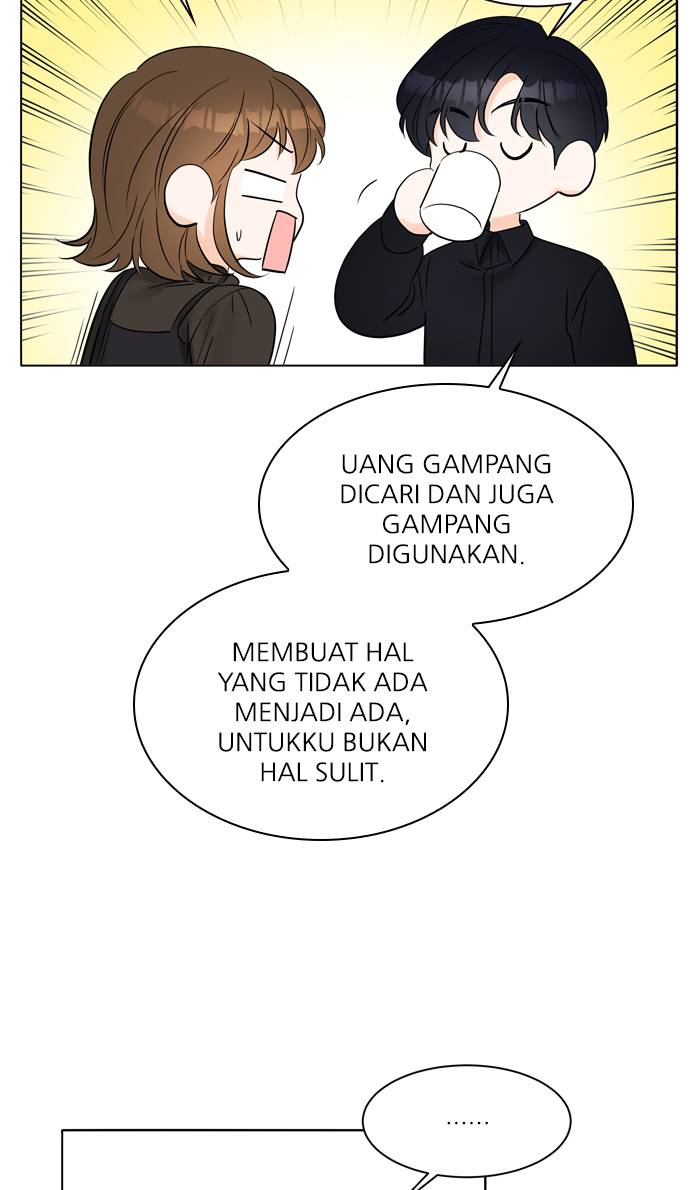 UANG GAMPANG
DICARI DAN JUGA
GAMPANG
DIGUNAKAN.
MEMBUAT HAL
YANG TIDAK ADA
MENJADI ADA,
UNTUKKU BUKAN
HAL SULIT.
......